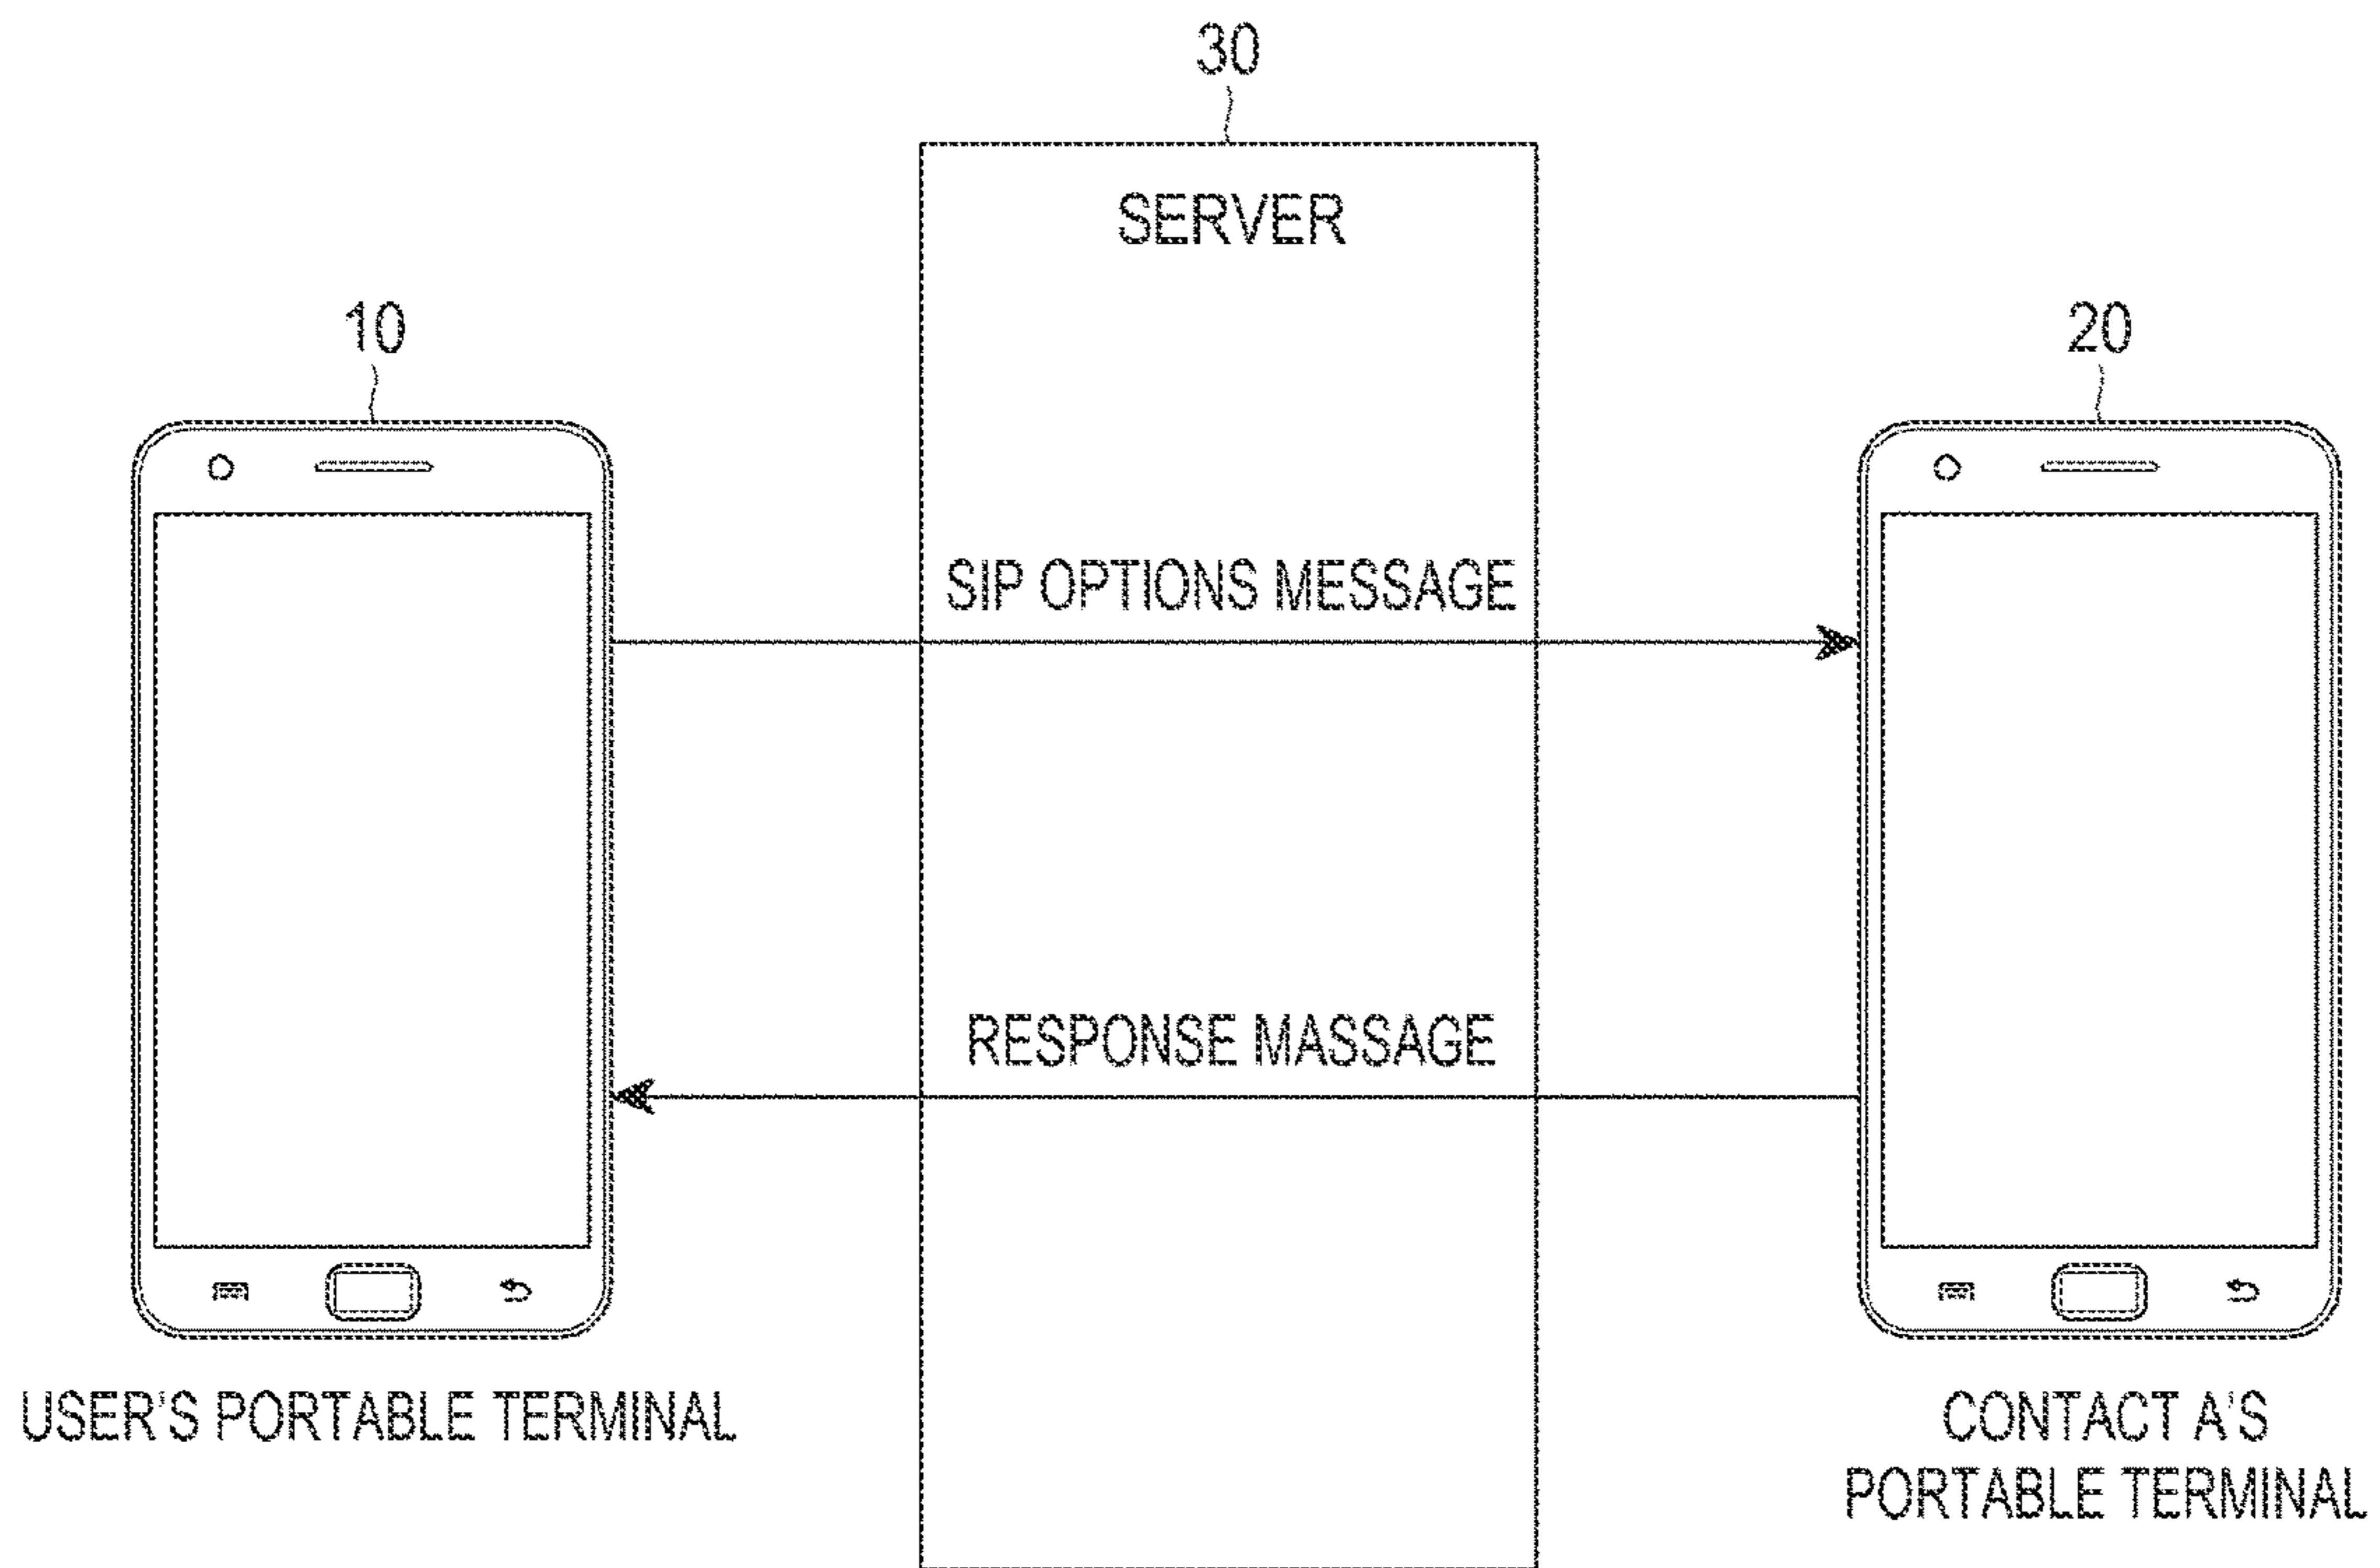 30
SERVER
10
20
SIP OPTIONS MESSAGE
RESPONSE MASSAGE
USER'S PORTABLE TERMINAL
CONTACT A'S
PORTABLE TERMINAL